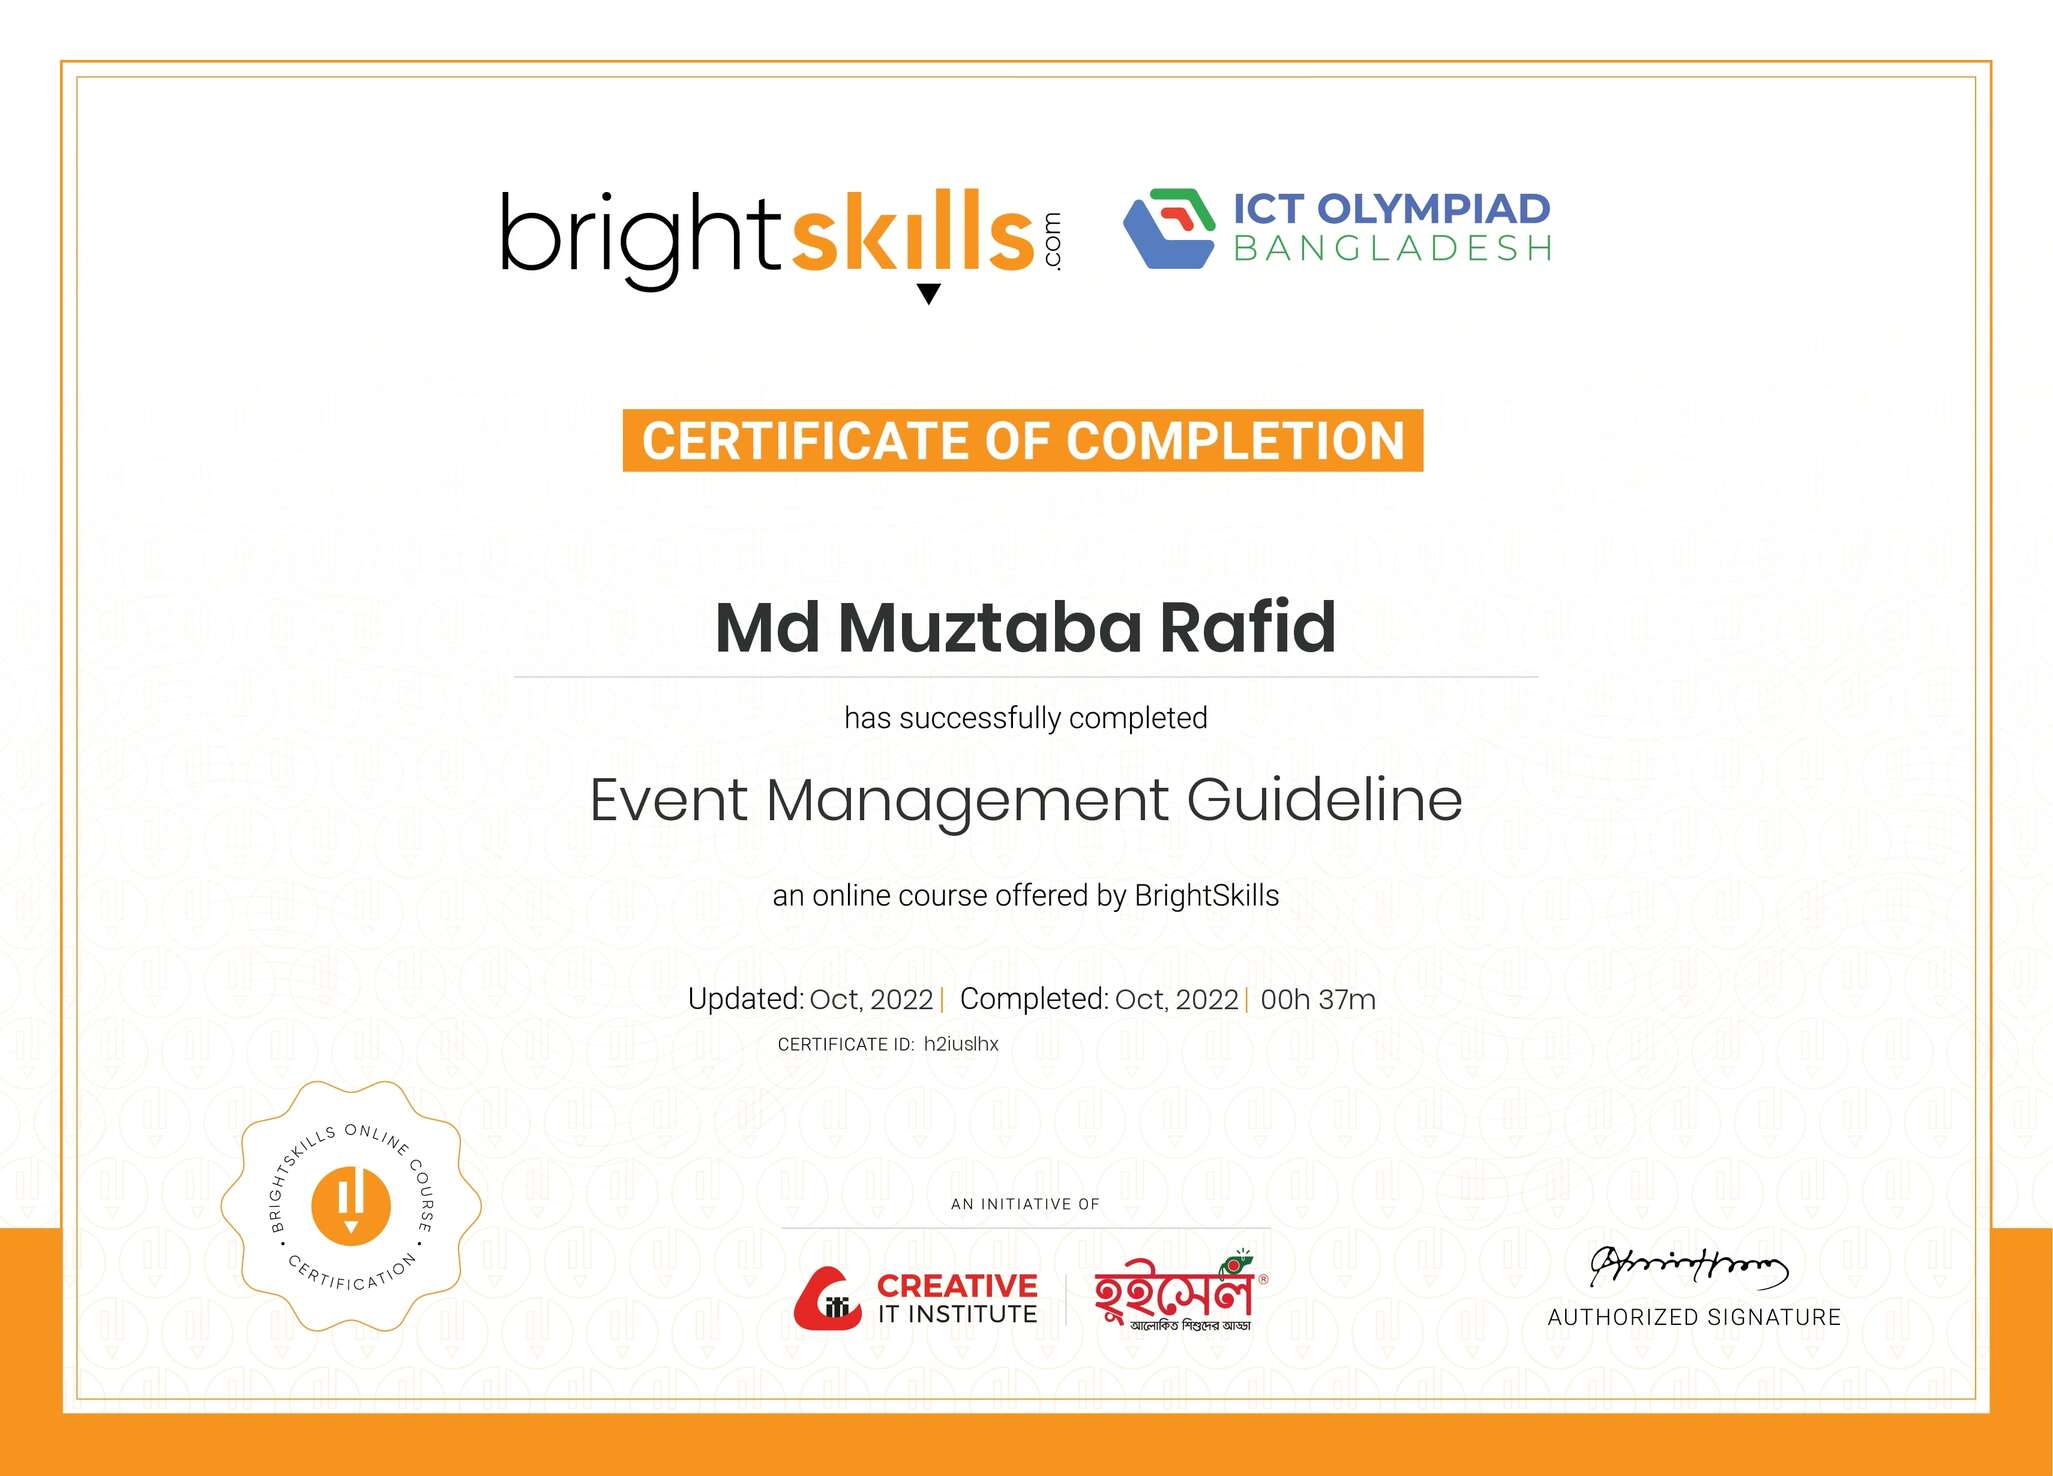 brightskills.com
ICT OLYMPIAD
BANGLADESH
CERTIFICATE OF COMPLETION
Md Muztaba Rafid
has successfully completed
Event Management Guideline
an online course offered by BrightSkills
Updated: Oct, 2022 | Completed: Oct, 2022 | 00h 37m
CERTIFICATE ID: h2iuslhx
BRIGHTSKILLS ONLINE COURSE
• CERTIFICATION •
AN INITIATIVE OF
CREATIVE
IT INSTITUTE
হুইসেল®
আলোকিত শিশুদের আড্ডা
AUTHORIZED SIGNATURE